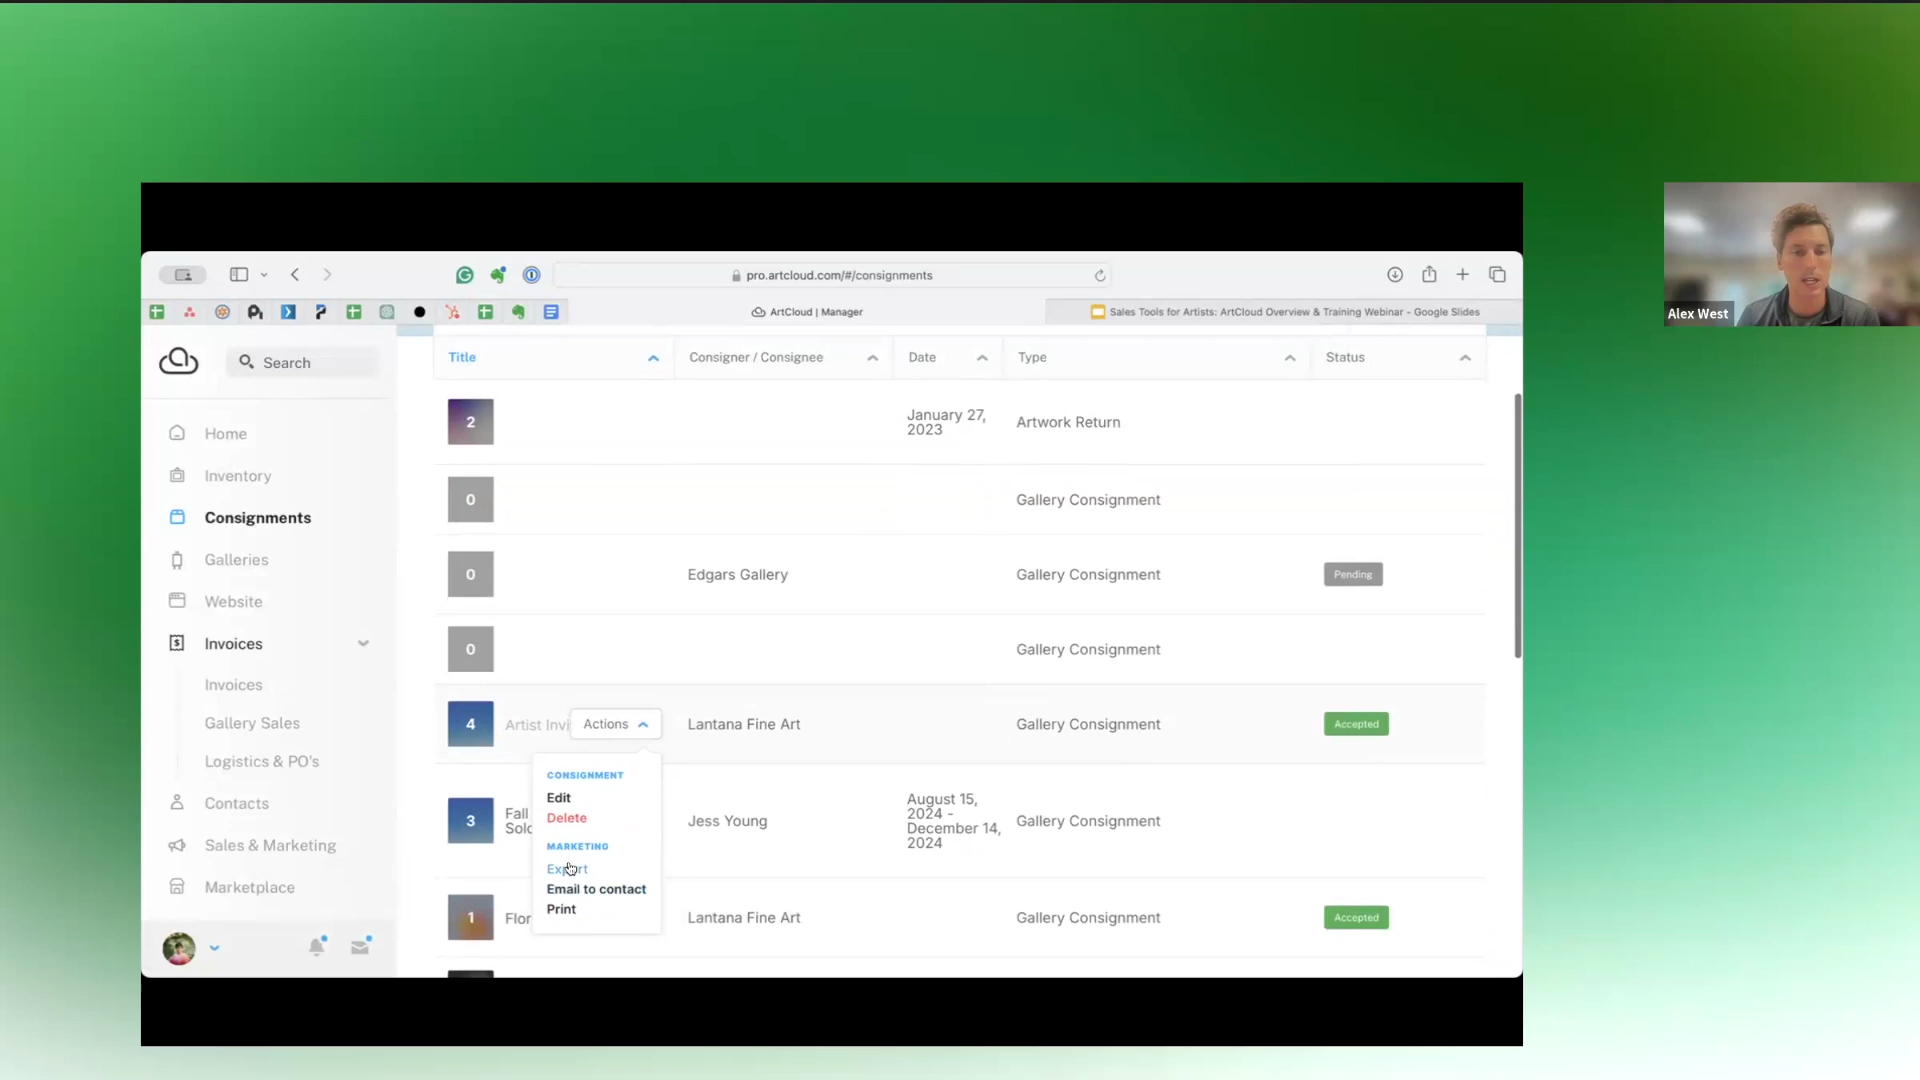 Alex West
pro.artcloud.com/#/consignments
ArtCloud | Manager
Sales Tools for Artists: ArtCloud Overview & Training Webinar - Google Slides
Search
Home
Inventory
Consignments
Galleries
Website
Invoices
Invoices
Gallery Sales
Logistics & PO's
Contacts
Sales & Marketing
Marketplace
Title
Consigner / Consignee
Date
Type
Status
2
January 27,
2023
Artwork Return
0
Gallery Consignment
0
Edgars Gallery
Gallery Consignment
Pending
0
Gallery Consignment
4
Artist Invi
Actions
Lantana Fine Art
Gallery Consignment
Accepted
CONSIGNMENT
Edit
Delete
MARKETING
Export
Email to contact
Print
3
Fall
Solo
Jess Young
August 15,
2024 -
December 14,
2024
Gallery Consignment
1
Flor
Lantana Fine Art
Gallery Consignment
Accepted